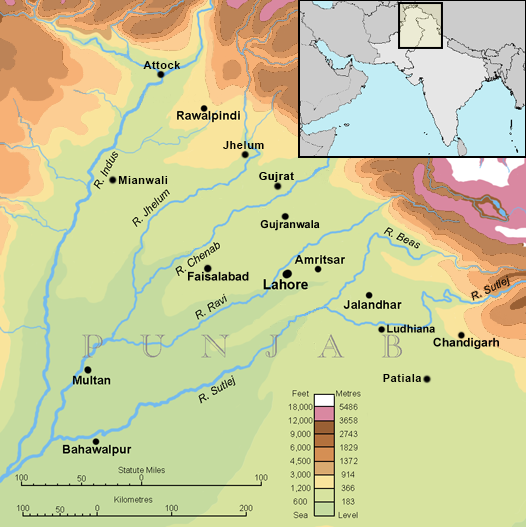 Attock
Rawalpindi
Jhelum
R. Indus
Mianwali
Gujrat
R. Jhelum
Gujranwala
R. Beas
R. Chenab
Amritsar
Faisalabad
Lahore
R. Sutlej
Jalandhar
R. Ravi
Ludhiana
Chandigarh
PUNJAB
Multan
Patiala
R. Sutlej
Bahawalpur
Feet Metres
18,000 5486
12,000 3658
9,000 2743
6,000 1829
4,500 1372
3,000 914
1,200 366
600 183
Sea Level
Statute Miles
100 50 0 100
Kilometres
100 50 0 100 200